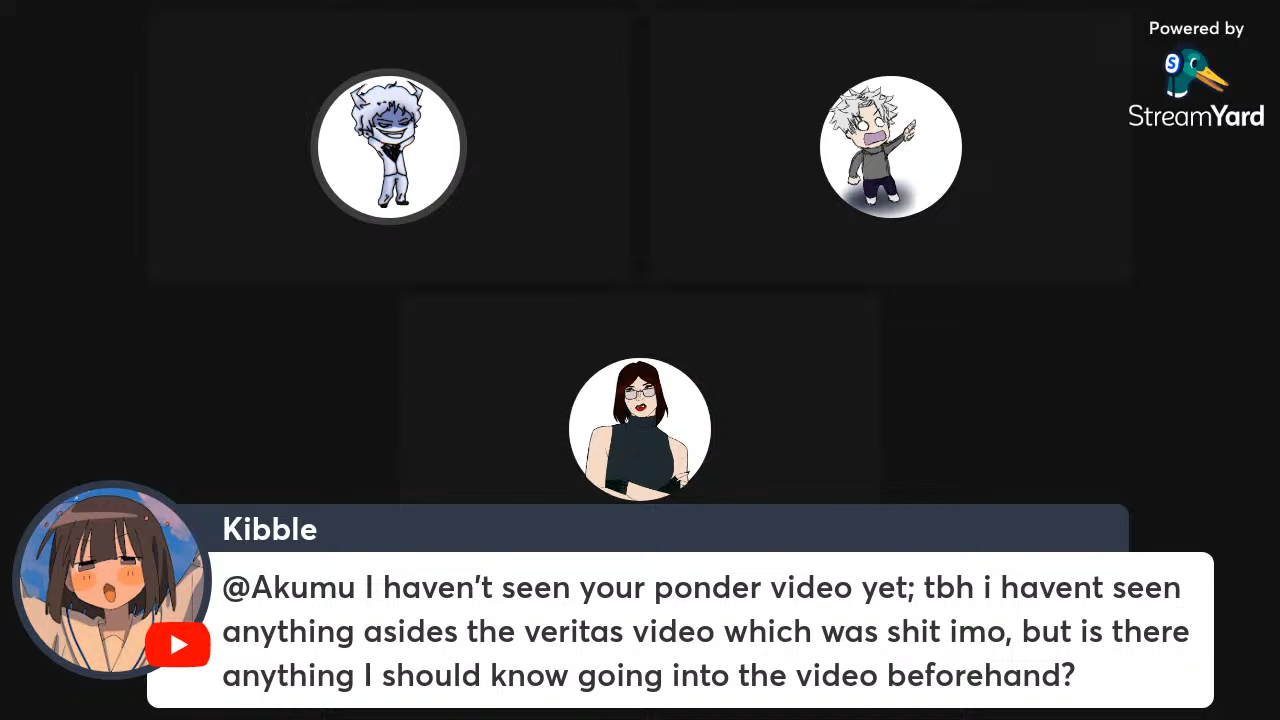 Powered by
S
StreamYard
Kibble
@Akumu I haven't seen your ponder video yet; tbh i havent seen
anything asides the veritas video which was shit imo, but is there
anything I should know going into the video beforehand?